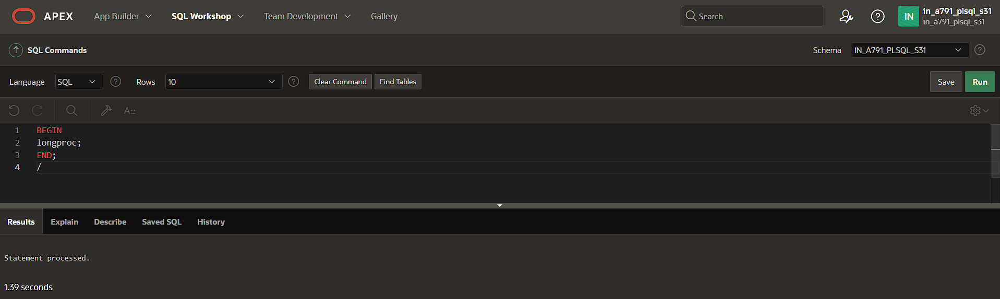 APEX App Builder SQL Workshop Team Development Gallery Search IN in_a791_plsql_s31
in_a791_plsql_s31
SQL Commands Schema IN_A791_PLSQL_S31 ?
Language SQL ? Rows 10 ? Clear Command Find Tables Save Run
A::
1 BEGIN
2 longproc;
3 END;
4 /
Results Explain Describe Saved SQL History
Statement processed.
1.39 seconds